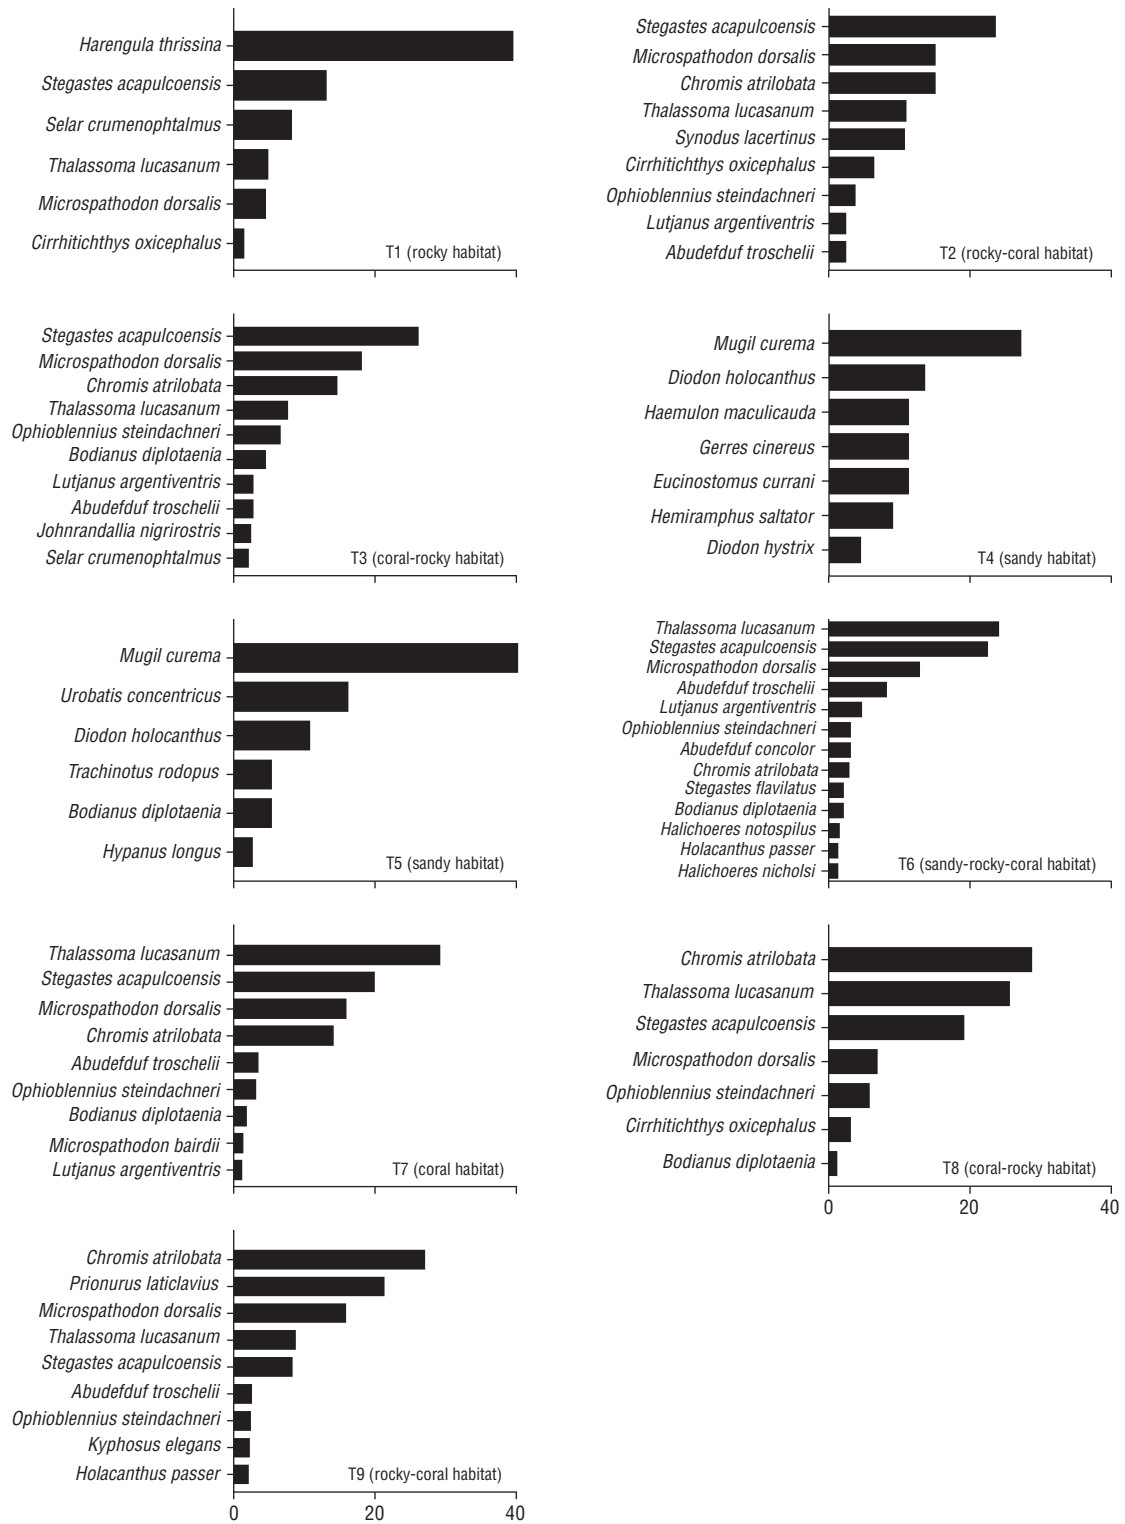 Harengula thrissina
Stegastes acapulcoensis
Selar crumenophtalmus
Thalassoma lucasanum
Microspathodon dorsalis
Cirrhitichthys oxicephalus
T1 (rocky habitat)
Stegastes acapulcoensis
Microspathodon dorsalis
Chromis atrilobata
Thalassoma lucasanum
Synodus lacertinus
Cirrhitichthys oxicephalus
Ophioblennius steindachneri
Lutjanus argentiventris
Abudefduf troschelii
T2 (rocky-coral habitat)
Stegastes acapulcoensis
Microspathodon dorsalis
Chromis atrilobata
Thalassoma lucasanum
Ophioblennius steindachneri
Bodianus diplotaenia
Lutjanus argentiventris
Abudefduf troschelii
Johnrandallia nigrirostris
Selar crumenophtalmus
T3 (coral-rocky habitat)
Mugil curema
Diodon holocanthus
Haemulon maculicauda
Gerres cinereus
Eucinostomus currani
Hemiramphus saltator
Diodon hystrix
T4 (sandy habitat)
Mugil curema
Urobatis concentricus
Diodon holocanthus
Trachinotus rodopus
Bodianus diplotaenia
Hypanus longus
T5 (sandy habitat)
Thalassoma lucasanum
Stegastes acapulcoensis
Microspathodon dorsalis
Abudefduf troschelii
Lutjanus argentiventris
Ophioblennius steindachneri
Abudefduf concolor
Chromis atrilobata
Stegastes flavilatus
Bodianus diplotaenia
Halichoeres notospilus
Holacanthus passer
Halichoeres nicholsi
T6 (sandy-rocky-coral habitat)
Thalassoma lucasanum
Stegastes acapulcoensis
Microspathodon dorsalis
Chromis atrilobata
Abudefduf troschelii
Ophioblennius steindachneri
Bodianus diplotaenia
Microspathodon bairdii
Lutjanus argentiventris
T7 (coral habitat)
Chromis atrilobata
Thalassoma lucasanum
Stegastes acapulcoensis
Microspathodon dorsalis
Ophioblennius steindachneri
Cirrhitichthys oxicephalus
Bodianus diplotaenia
T8 (coral-rocky habitat)
0 20 40
Chromis atrilobata
Prionurus laticlavius
Microspathodon dorsalis
Thalassoma lucasanum
Stegastes acapulcoensis
Abudefduf troschelii
Ophioblennius steindachneri
Kyphosus elegans
Holacanthus passer
T9 (rocky-coral habitat)
0 20 40